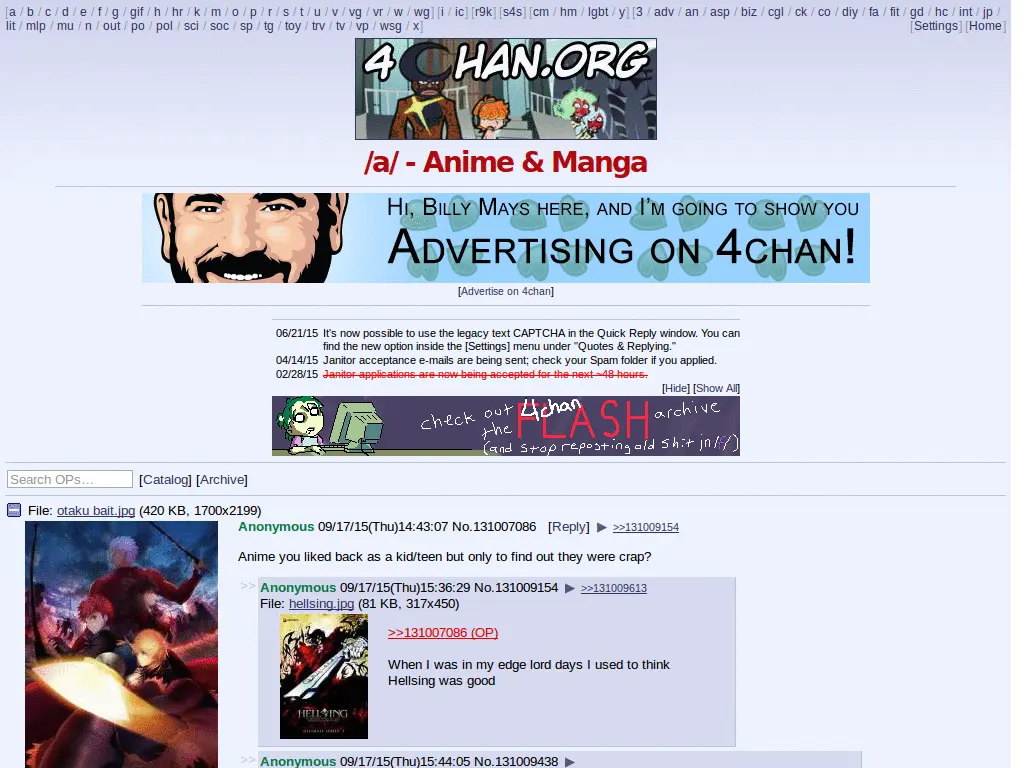 [a / b / c / d / e / f / g / gif / h / hr / k / m / o / p / r / s / t / u / v / vg / vr / w / wg] [i / ic] [r9k] [s4s] [cm / hm / lgbt / y] [3 / adv / an / asp / biz / cgl / ck / co / diy / fa / fit / gd / hc / int / jp /
lit / mlp / mu / n / out / po / pol / sci / soc / sp / tg / toy / trv / tv / vp / wsg / x] [Settings] [Home]
4CHAN.ORG
/a/ - Anime & Manga
Hi, Billy Mays here, and I'm going to show you
Advertising on 4chan!
[Advertise on 4chan]
06/21/15 It's now possible to use the legacy text CAPTCHA in the Quick Reply window. You can
find the new option inside the [Settings] menu under "Quotes & Replying."
04/14/15 Janitor acceptance e-mails are being sent; check your Spam folder if you applied.
02/28/15 Janitor applications are now being accepted for the next ~48 hours.
[Hide] [Show All]
check out 4chan
the FLASH archive
(and stop reposting old shit in /f/)
Search OPs… [Catalog] [Archive]
File: otaku bait.jpg (420 KB, 1700x2199)
Anonymous 09/17/15(Thu)14:43:07 No.131007086 [Reply] ▶ >>131009154
Anime you liked back as a kid/teen but only to find out they were crap?
>> Anonymous 09/17/15(Thu)15:36:29 No.131009154 ▶ >>131009613
File: hellsing.jpg (81 KB, 317x450)
>>131007086 (OP)
When I was in my edge lord days I used to think
Hellsing was good
HELLSING
>> Anonymous 09/17/15(Thu)15:44:05 No.131009438 ▶